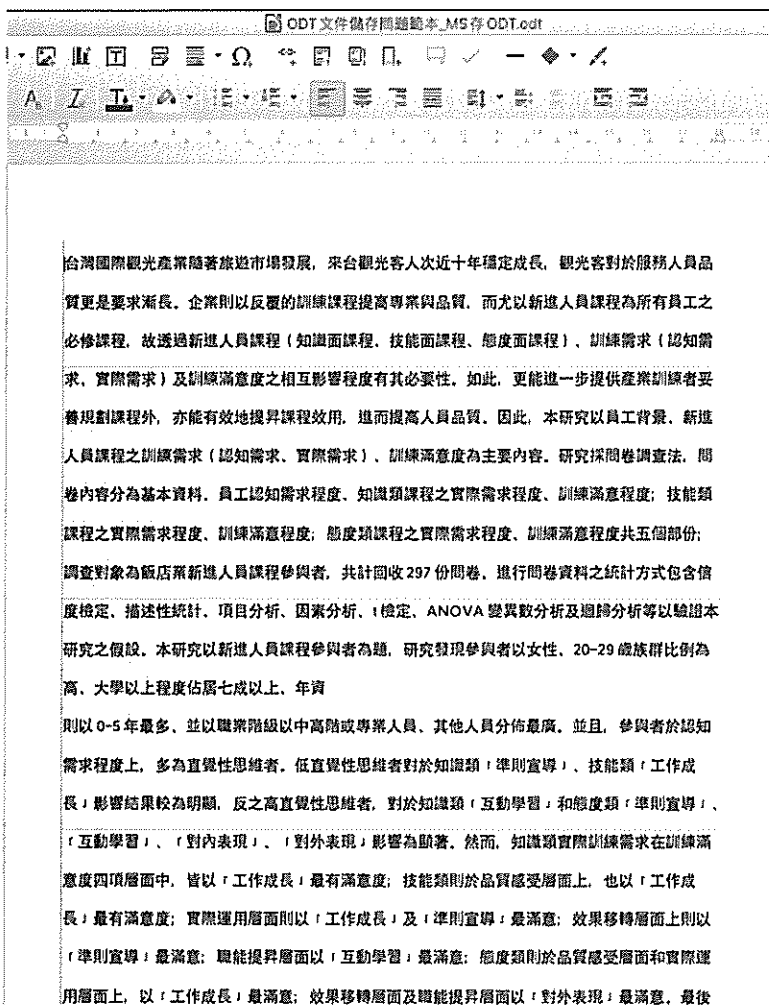 ODT文件儲存問題範本_MS存ODT.odt
台灣國際觀光產業隨著旅遊市場發展，來台觀光客人次近十年穩定成長，觀光客對於服務人員品
質更是要求漸長。企業則以反覆的訓練課程提高專業與品質，而尤以新進人員課程為所有員工之
必修課程，故透過新進人員課程（知識面課程、技能面課程、態度面課程）、訓練需求（認知需
求、實際需求）及訓練滿意度之相互影響程度有其必要性。如此，更能進一步提供產業訓練者妥
善規劃課程外，亦能有效地提昇課程效用，進而提高人員品質。因此，本研究以員工背景、新進
人員課程之訓練需求（認知需求、實際需求）、訓練滿意度為主要內容。研究採問卷調查法，問
卷內容分為基本資料、員工認知需求程度、知識類課程之實際需求程度、訓練滿意程度；技能類
課程之實際需求程度、訓練滿意程度；態度類課程之實際需求程度、訓練滿意程度共五個部份；
調查對象為飯店業新進人員課程參與者，共計回收297份問卷。進行問卷資料之統計方式包含信
度檢定、描述性統計、項目分析、因素分析、t檢定、ANOVA變異數分析及迴歸分析等以驗證本
研究之假設。本研究以新進人員課程參與者為題，研究發現參與者以女性、20-29歲族群比例為
高、大學以上程度佔居七成以上、年資
則以0-5年最多、並以職業階級以中高階或專業人員、其他人員分佈最廣。並且，參與者於認知
需求程度上，多為直覺性思維者。低直覺性思維者對於知識類「準則宣導」、技能類「工作成
長」影響結果較為明顯，反之高直覺性思維者，對於知識類「互動學習」和態度類「準則宣導」、
「互動學習」、「對內表現」、「對外表現」影響為顯著。然而，知識類實際訓練需求在訓練滿
意度四項層面中，皆以「工作成長」最有滿意度；技能類則於品質感受層面上，也以「工作成
長」最有滿意度；實際運用層面則以「工作成長」及「準則宣導」最滿意；效果移轉層面上則以
「準則宣導」最滿意；職能提昇層面以「互動學習」最滿意；態度類則於品質感受層面和實際運
用層面上，以「工作成長」最滿意；效果移轉層面及職能提昇層面以「對外表現」最滿意。最後